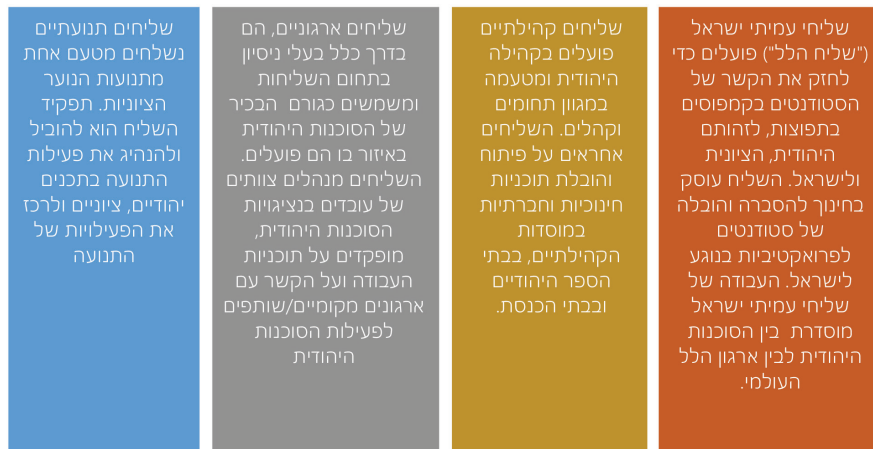 שליחי עמיתי ישראל
("שליח הלל") פועלים כדי
לחזק את הקשר של
הסטודנטים בקמפוסים
בתפוצות, לזהותם
היהודית, הציונית
ולישראל. השליח עוסק
בחינוך להסברה והובלה
של סטודנטים
לפרואקטיביות בנוגע
לישראל. העבודה של
שליחי עמיתי ישראל
מוסדרת בין הסוכנות
היהודית לבין ארגון הלל
העולמי.
שליחים קהילתיים
פועלים בקהילה
היהודית ומטעמה
במגוון תחומים
וקהלים. השליחים
אחראים על פיתוח
והובלת תוכניות
חינוכיות וחברתיות
במוסדות
הקהילתיים, בבתי
הספר היהודיים
ובבתי הכנסת.
שליחים ארגוניים, הם
בדרך כלל בעלי ניסיון
בתחום השליחות
ומשמשים כגורם הבכיר
של הסוכנות היהודית
באיזור בו הם פועלים.
השליחים מנהלים צוותים
של עובדים בנציגויות
הסוכנות היהודית,
מופקדים על תוכניות
העבודה ועל הקשר עם
ארגונים מקומיים/שותפים
לפעילות הסוכנות
היהודית
שליחים תנועתיים
נשלחים מטעם אחת
מתנועות הנוער
הציוניות. תפקיד
השליח הוא להוביל
ולהנהיג את פעילות
התנועה בתכנים
יהודיים, ציוניים ולרכז
את הפעילויות של
התנועה